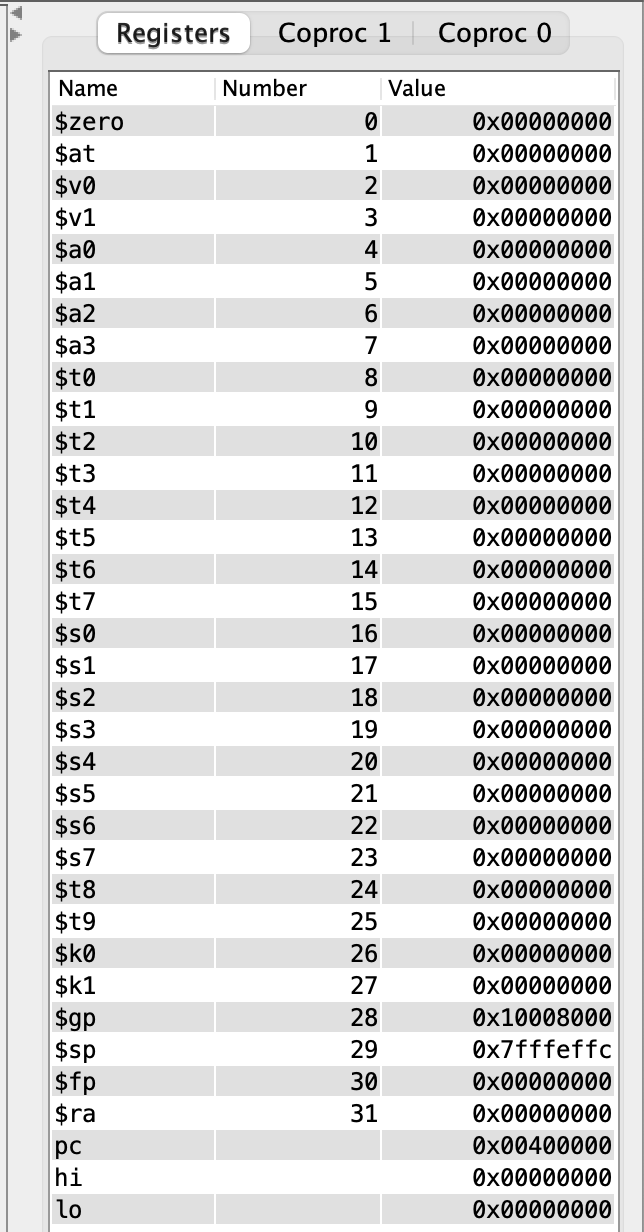 Registers Coproc 1 Coproc 0
Name Number Value
$zero 0 0x00000000
$at 1 0x00000000
$v0 2 0x00000000
$v1 3 0x00000000
$a0 4 0x00000000
$a1 5 0x00000000
$a2 6 0x00000000
$a3 7 0x00000000
$t0 8 0x00000000
$t1 9 0x00000000
$t2 10 0x00000000
$t3 11 0x00000000
$t4 12 0x00000000
$t5 13 0x00000000
$t6 14 0x00000000
$t7 15 0x00000000
$s0 16 0x00000000
$s1 17 0x00000000
$s2 18 0x00000000
$s3 19 0x00000000
$s4 20 0x00000000
$s5 21 0x00000000
$s6 22 0x00000000
$s7 23 0x00000000
$t8 24 0x00000000
$t9 25 0x00000000
$k0 26 0x00000000
$k1 27 0x00000000
$gp 28 0x10008000
$sp 29 0x7fffeffc
$fp 30 0x00000000
$ra 31 0x00000000
pc 0x00400000
hi 0x00000000
lo 0x00000000